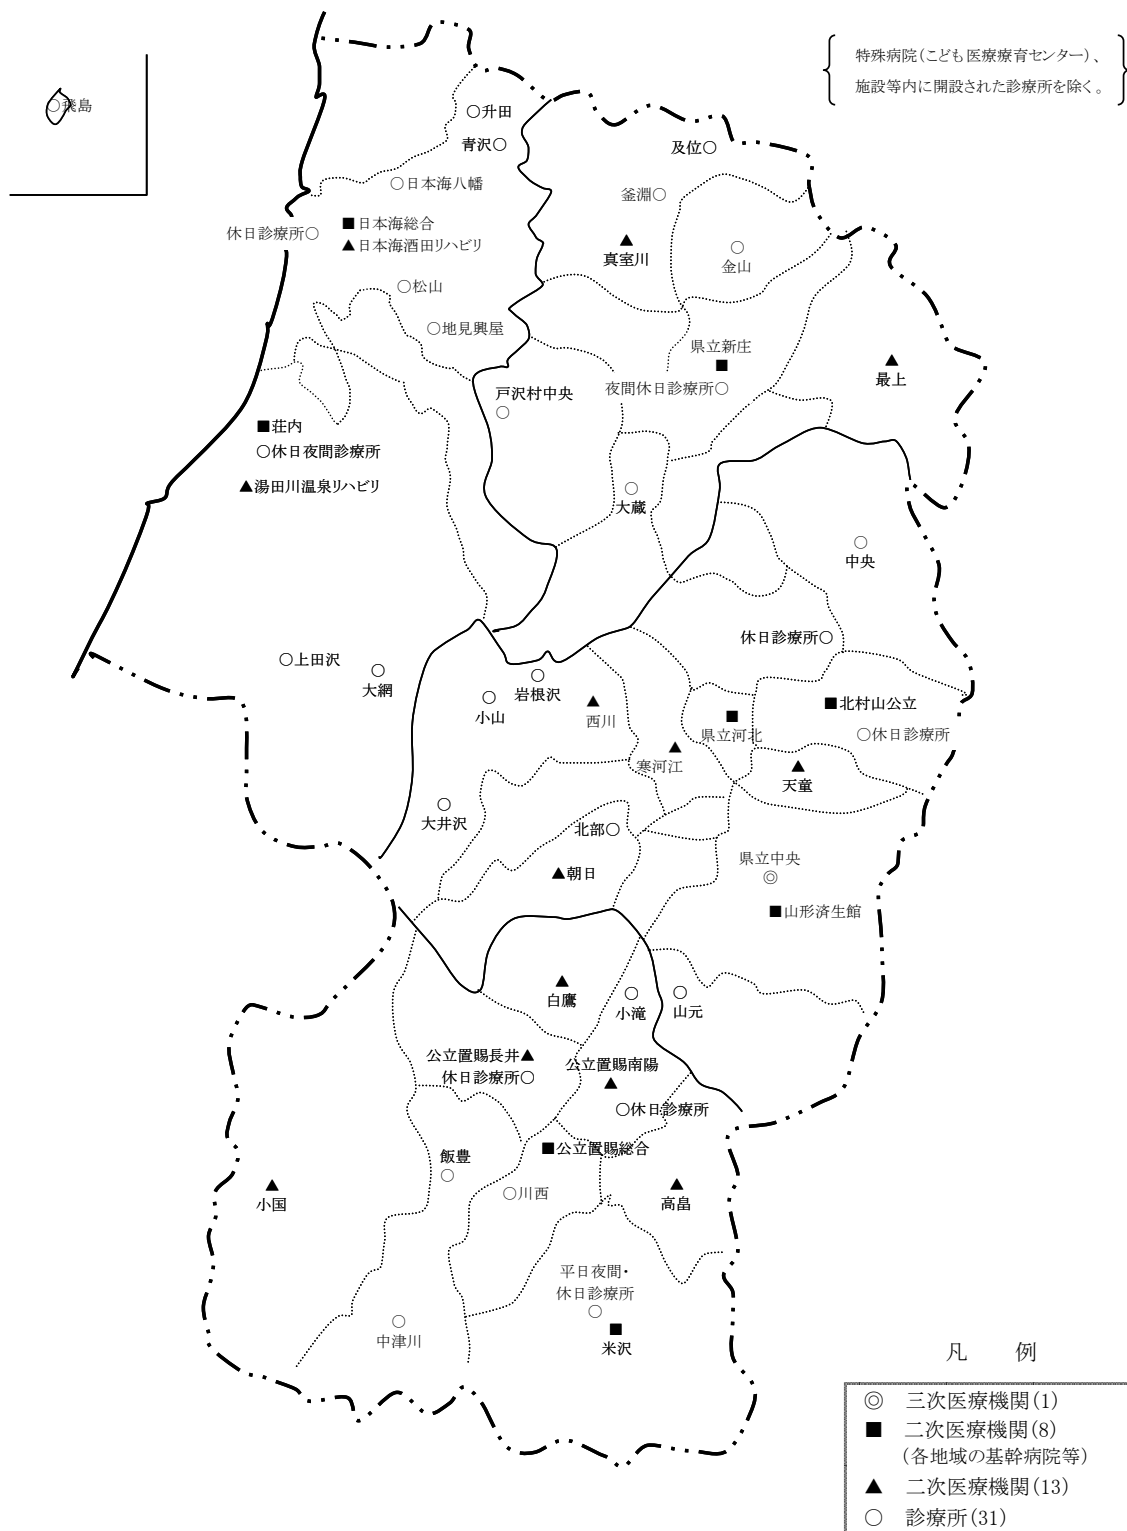 特殊病院(こども医療療育センター)、
施設等内に開設された診療所を除く。
○飛島
○升田
青沢○
及位○
○日本海八幡
釜淵○
■日本海総合
休日診療所○
▲日本海酒田リハビリ
▲
真室川
○
金山
○松山
○地見興屋
県立新庄
■
▲
最上
夜間休日診療所○
戸沢村中央
○
■荘内
○休日夜間診療所
▲湯田川温泉リハビリ
○
大蔵
○
中央
休日診療所○
○上田沢
○
大網
○
岩根沢
○
小山
▲
西川
■
県立河北
■北村山公立
○休日診療所
▲
寒河江
▲
天童
○
大井沢
北部○
▲朝日
県立中央
◎
■山形済生館
▲
白鷹
○
小滝
○
山元
公立置賜長井▲
休日診療所○
公立置賜南陽
▲
○休日診療所
■公立置賜総合
飯豊
○
○川西
▲
小国
▲
高畠
平日夜間・
休日診療所
○
■
米沢
○
中津川
凡 例
◎ 三次医療機関(1)
■ 二次医療機関(8)
(各地域の基幹病院等)
▲ 二次医療機関(13)
○ 診療所(31)